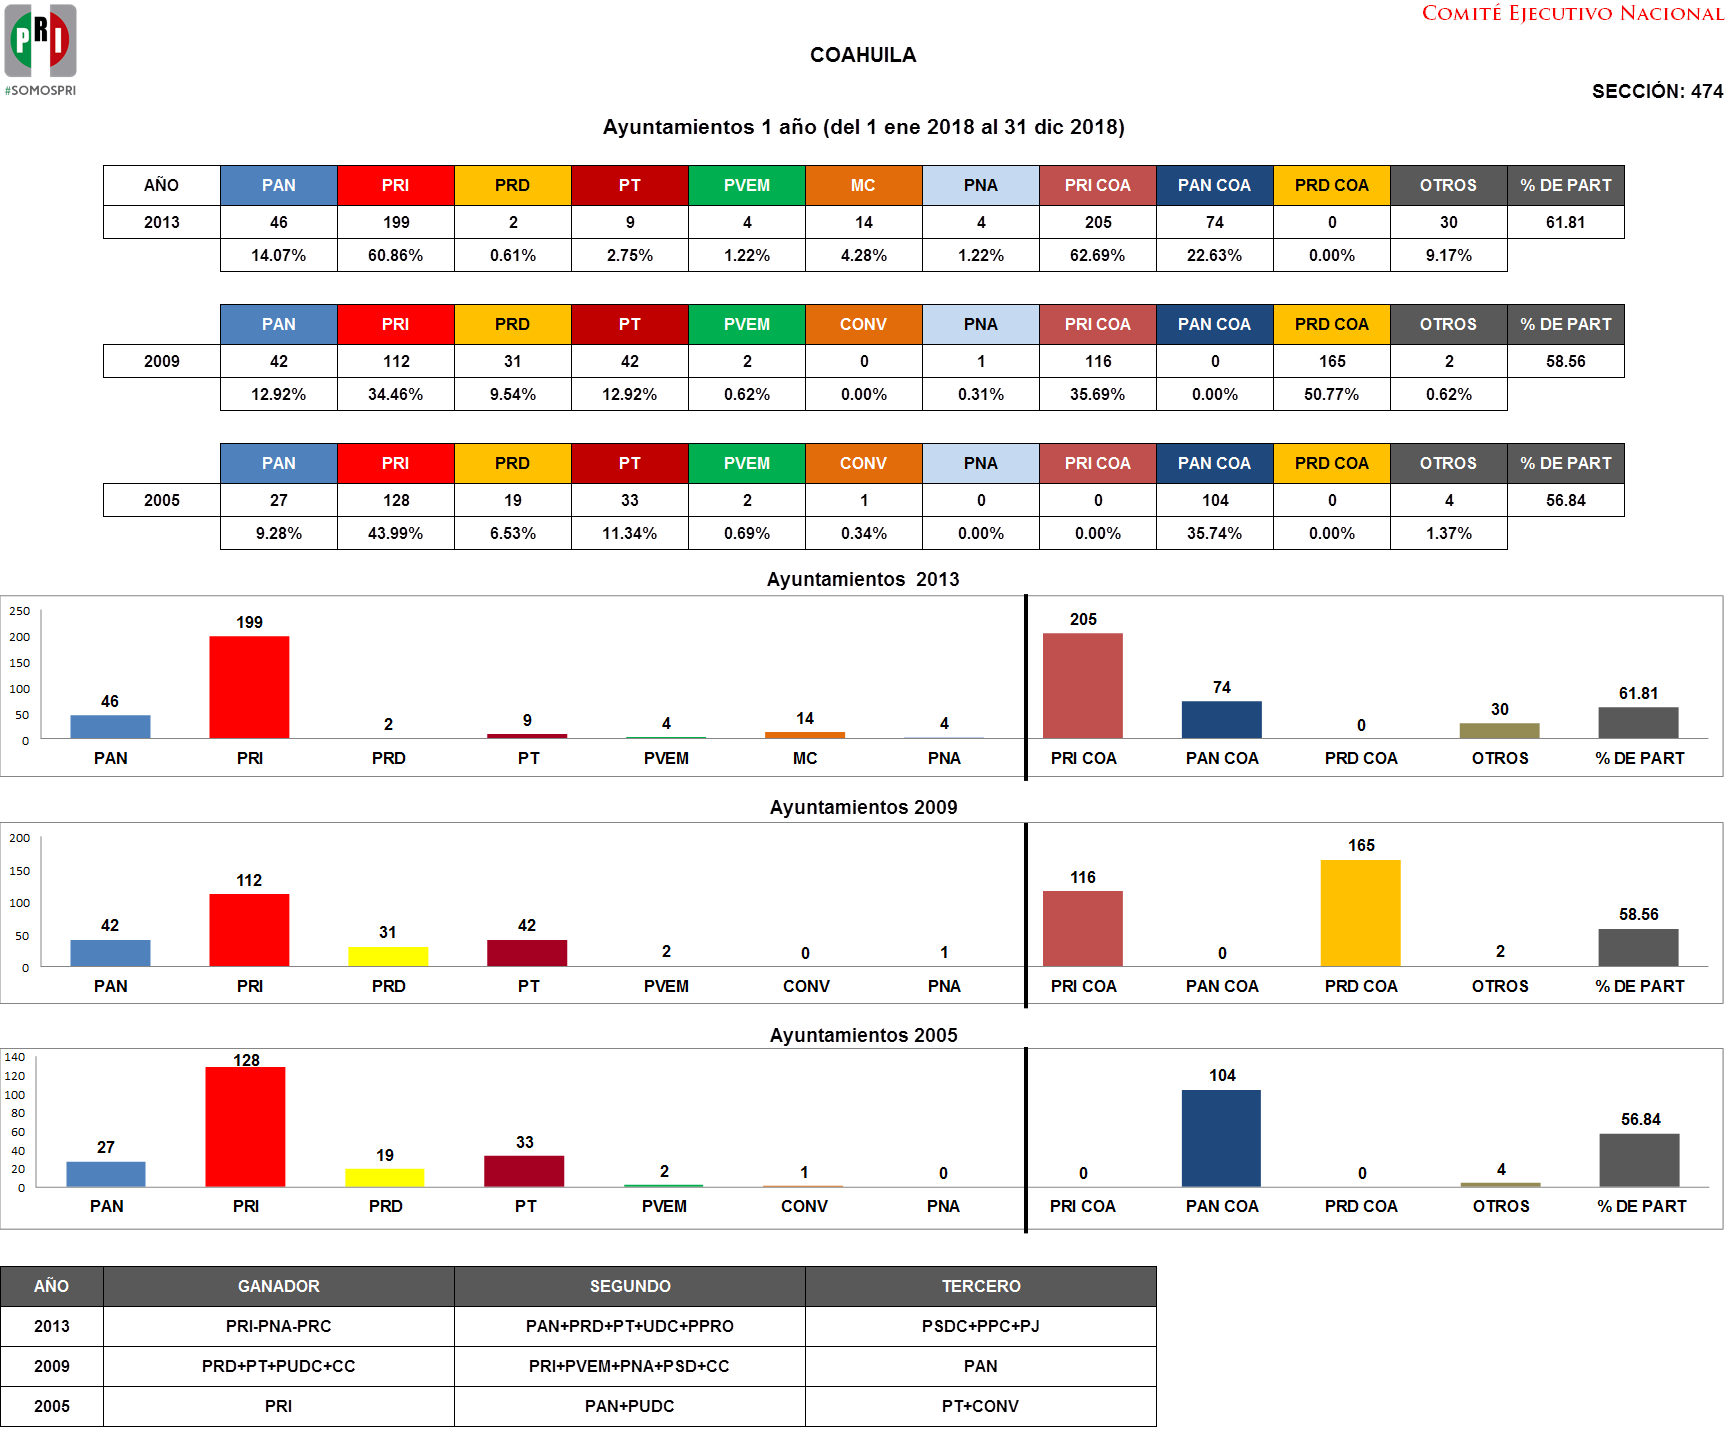 PRI
#SOMOSPRI
COMITÉ EJECUTIVO NACIONAL
COAHUILA
SECCIÓN: 474
Ayuntamientos 1 año (del 1 ene 2018 al 31 dic 2018)
AÑO PAN PRI PRD PT PVEM MC PNA PRI COA PAN COA PRD COA OTROS % DE PART
2013 46 199 2 9 4 14 4 205 74 0 30 61.81
14.07% 60.86% 0.61% 2.75% 1.22% 4.28% 1.22% 62.69% 22.63% 0.00% 9.17%
PAN PRI PRD PT PVEM CONV PNA PRI COA PAN COA PRD COA OTROS % DE PART
2009 42 112 31 42 2 0 1 116 0 165 2 58.56
12.92% 34.46% 9.54% 12.92% 0.62% 0.00% 0.31% 35.69% 0.00% 50.77% 0.62%
PAN PRI PRD PT PVEM CONV PNA PRI COA PAN COA PRD COA OTROS % DE PART
2005 27 128 19 33 2 1 0 0 104 0 4 56.84
9.28% 43.99% 6.53% 11.34% 0.69% 0.34% 0.00% 0.00% 35.74% 0.00% 1.37%
Ayuntamientos 2013
250
200
150
100
50
0
46 199 2 9 4 14 4 205 74 0 30 61.81
PAN PRI PRD PT PVEM MC PNA PRI COA PAN COA PRD COA OTROS % DE PART
Ayuntamientos 2009
200
150
100
50
0
42 112 31 42 2 0 1 116 0 165 2 58.56
PAN PRI PRD PT PVEM CONV PNA PRI COA PAN COA PRD COA OTROS % DE PART
Ayuntamientos 2005
140
120
100
80
60
40
20
0
27 128 19 33 2 1 0 0 104 0 4 56.84
PAN PRI PRD PT PVEM CONV PNA PRI COA PAN COA PRD COA OTROS % DE PART
AÑO GANADOR SEGUNDO TERCERO
2013 PRI-PNA-PRC PAN+PRD+PT+UDC+PPRO PSDC+PPC+PJ
2009 PRD+PT+PUDC+CC PRI+PVEM+PNA+PSD+CC PAN
2005 PRI PAN+PUDC PT+CONV